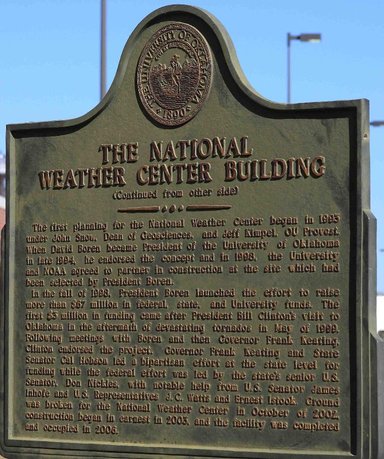 THE UNIVERSITY OF OKLAHOMA
1890
THE NATIONAL
WEATHER CENTER BUILDING
(Continued from other side)
The first planning for the National Weather Center began in 1993
under John Snow, Dean of Geosciences, and Jeff Kimpel, OU Provost.
When David Boren became President of the University of Oklahoma
in late 1994, he endorsed the concept and in 1998, the University
and NOAA agreed to partner in construction at the site which had
been selected by President Boren.
In the fall of 1998, President Boren launched the effort to raise
more than $67 million in federal, state, and University funds. The
first $3 million in funding came after President Bill Clinton's visit to
Oklahoma in the aftermath of devastating tornados in May of 1999.
Following meetings with Boren and then Governor Frank Keating,
Clinton endorsed the project. Governor Frank Keating and State
Senator Cal Hobson led a bipartisan effort at the state level for
funding while the federal effort was led by the state's senior U.S.
Senator, Don Nickles, with notable help from U.S. Senator James
Inhofe and U.S. Representatives J.C. Watts and Ernest Istook. Ground
was broken for the National Weather Center in October of 2002,
construction began in earnest in 2003, and the facility was completed
and occupied in 2006.